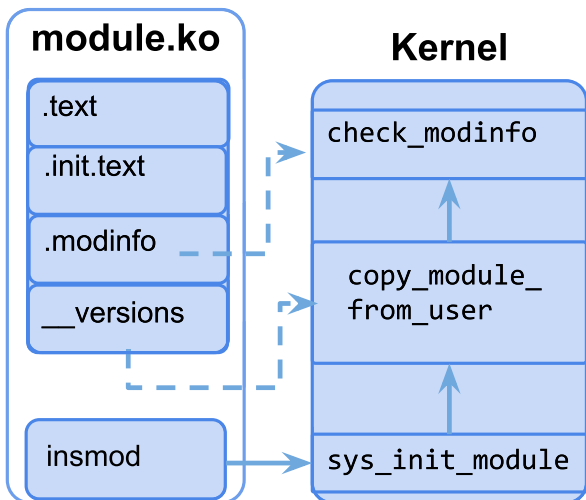 module.ko
.text
.init.text
.modinfo
__versions
insmod
Kernel
check_modinfo
copy_module_
from_user
sys_init_module